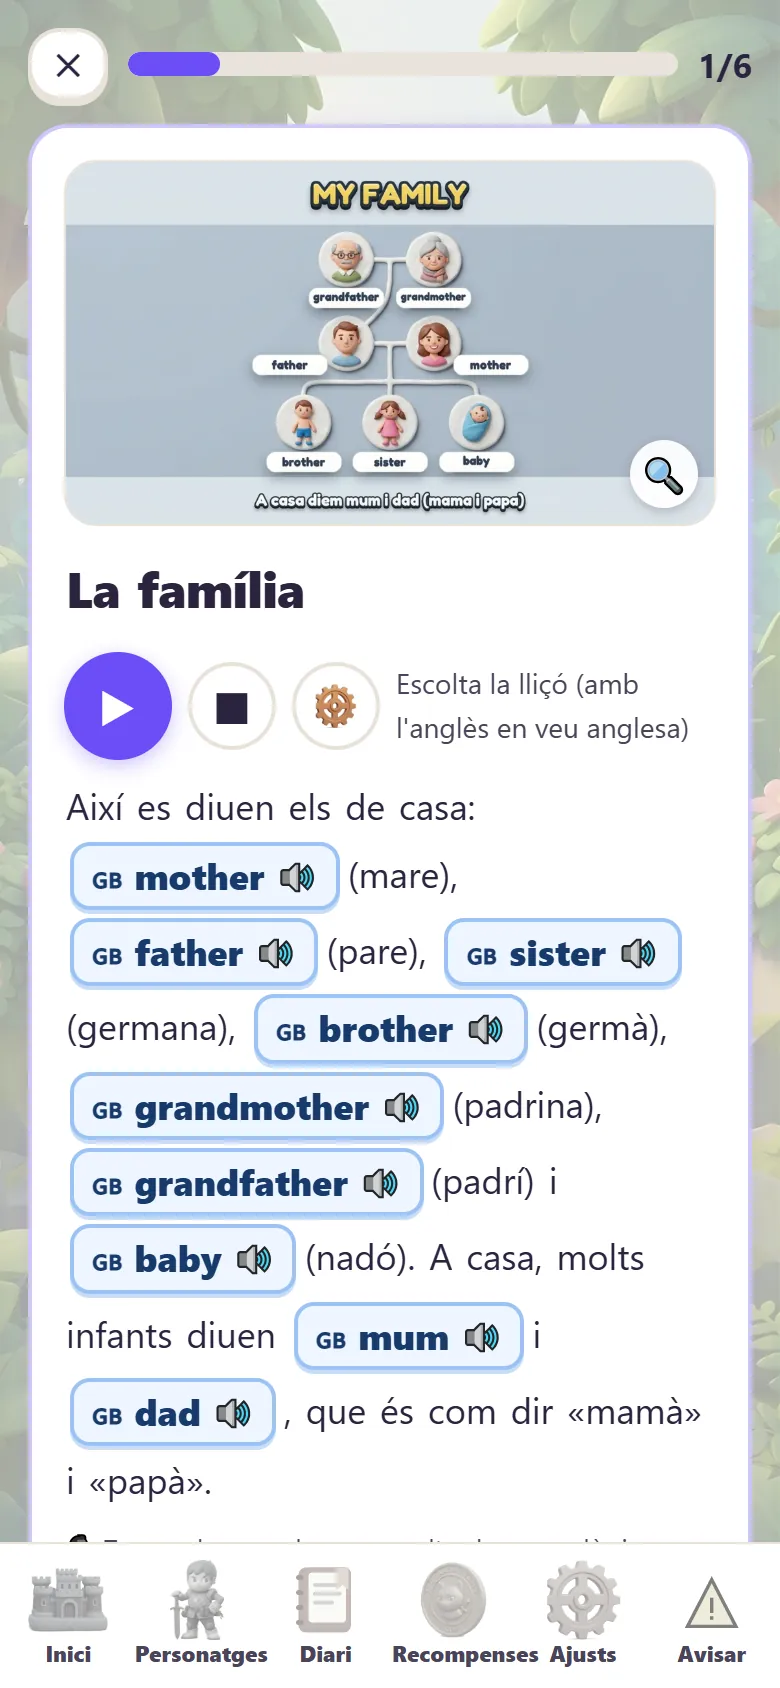 1/6
MY FAMILY
grandfather grandmother
father mother
brother sister baby
A casa diem mum i dad (mama i papa)
La família
Escolta la lliçó (amb
l'anglès en veu anglesa)
Així es diuen els de casa:
GB mother (mare),
GB father (pare), GB sister
(germana), GB brother (germà),
GB grandmother (padrina),
GB grandfather (padrí) i
GB baby (nadó). A casa, molts
infants diuen GB mum i
GB dad , que és com dir «mamà»
i «papà».
Inici Personatges Diari Recompenses Ajusts Avisar